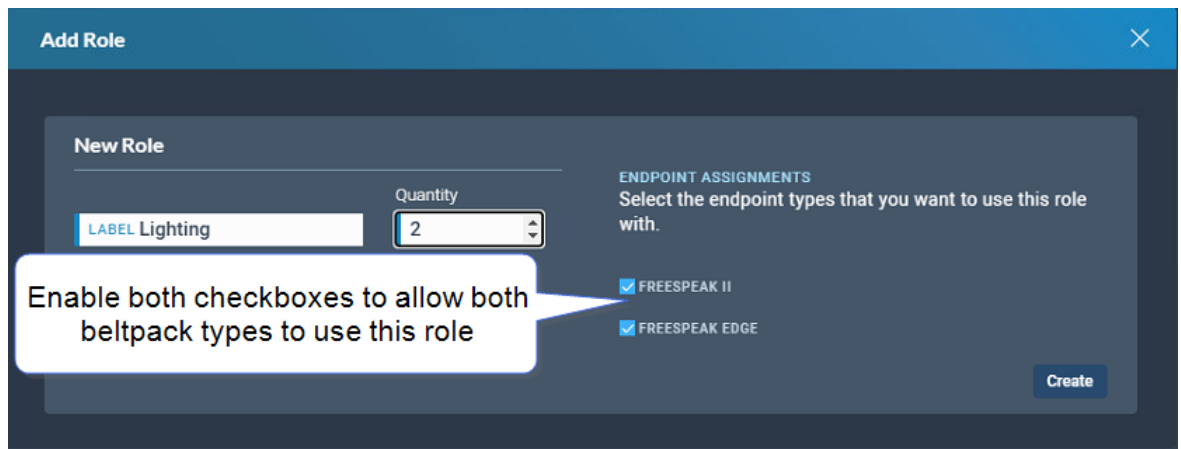 Add Role
New Role
Quantity
LABEL Lighting
2
ENDPOINT ASSIGNMENTS
Select the endpoint types that you want to use this role
with.
Enable both checkboxes to allow both
beltpack types to use this role
FREESPEAK II
FREESPEAK EDGE
Create